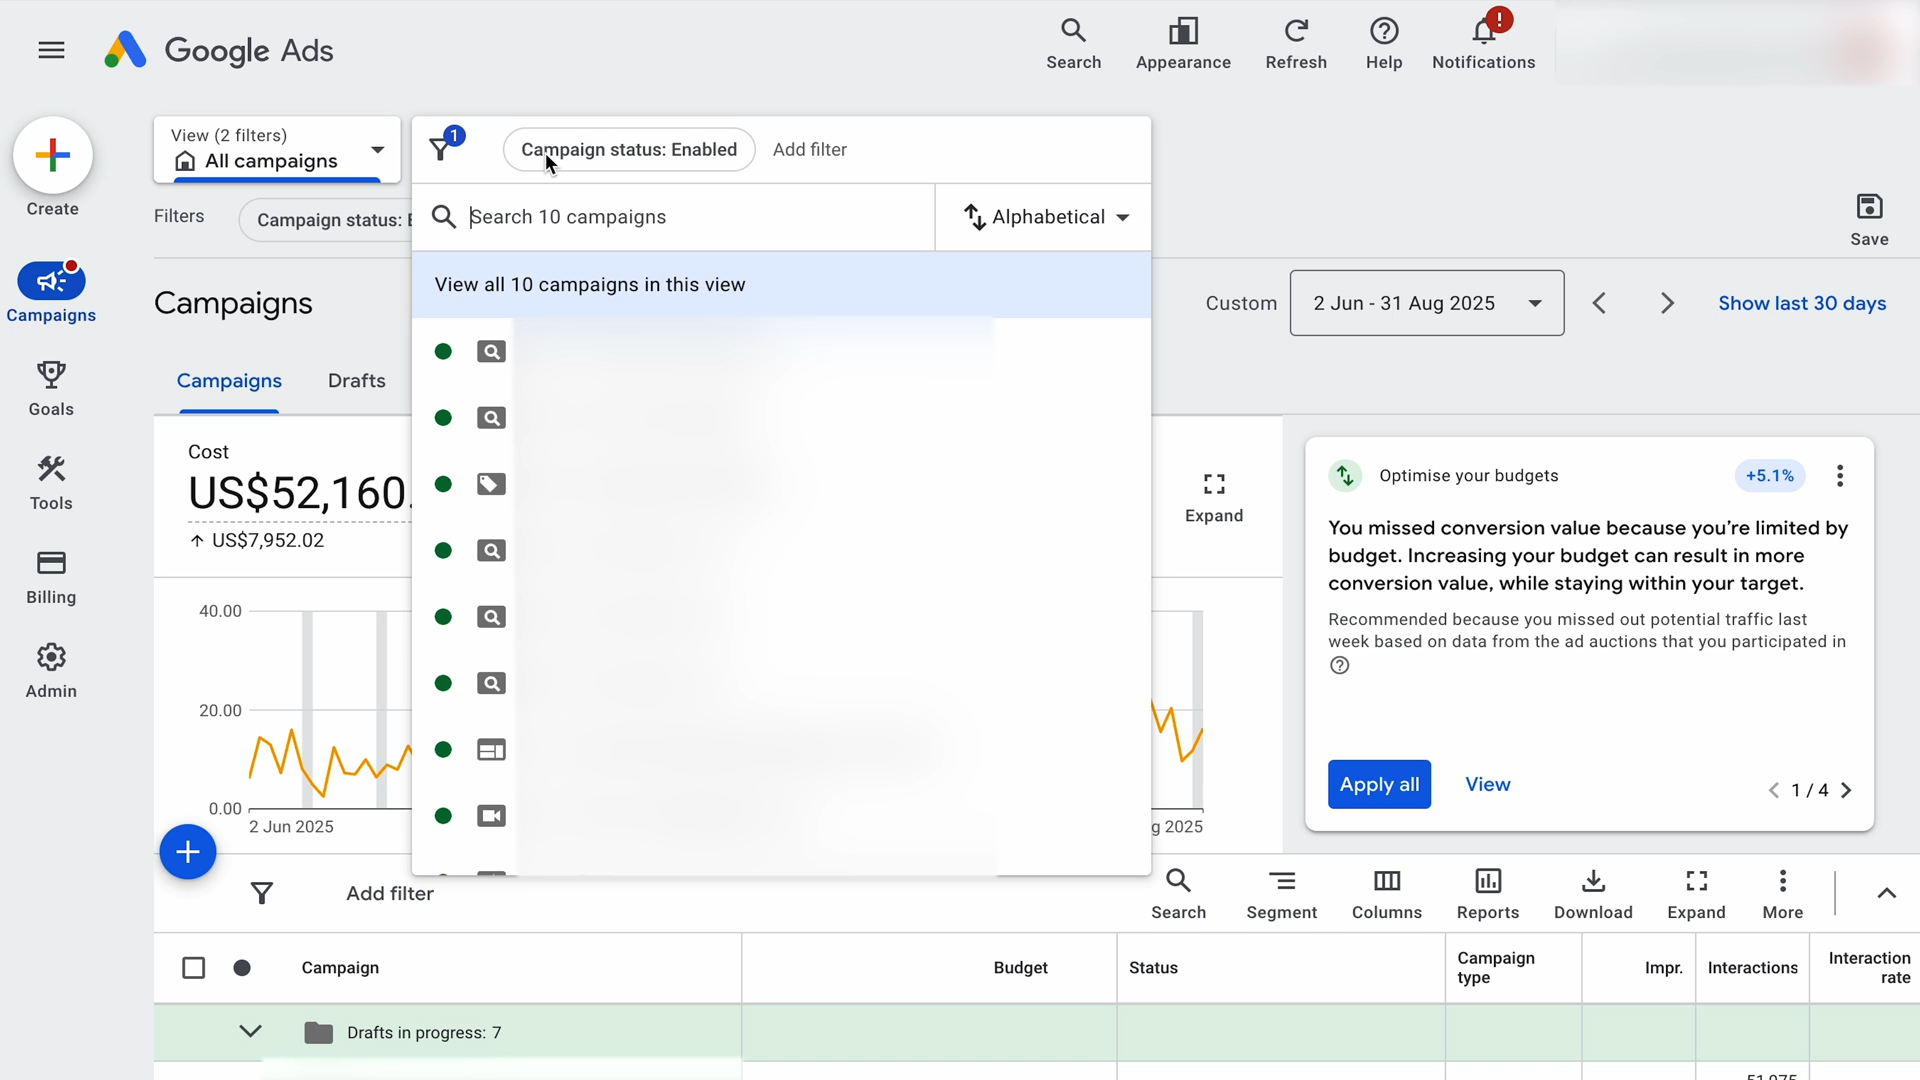 Google Ads
Search
Appearance
Refresh
Help
!
Notifications
Create
Campaigns
Goals
Tools
Billing
Admin
View (2 filters)
All campaigns
1
Campaign status: Enabled
Add filter
Filters
Campaign status:
Search 10 campaigns
Alphabetical
Save
View all 10 campaigns in this view
Campaigns
Custom
2 Jun - 31 Aug 2025
Show last 30 days
Campaigns
Drafts
Cost
US$52,160.
US$7,952.02
Expand
40.00
20.00
0.00
2 Jun 2025
g 2025
Optimise your budgets
+5.1%
You missed conversion value because you're limited by
budget. Increasing your budget can result in more
conversion value, while staying within your target.
Recommended because you missed out potential traffic last
week based on data from the ad auctions that you participated in
Apply all
View
1 / 4
Add filter
Search
Segment
Columns
Reports
Download
Expand
More
Campaign
Budget
Status
Campaign
type
Impr.
Interactions
Interaction
rate
Drafts in progress: 7